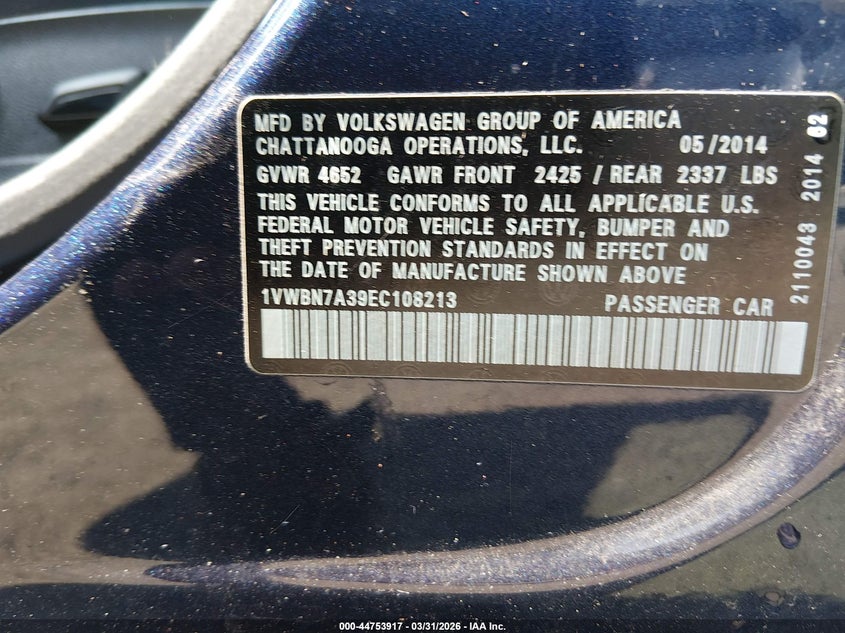 MFD BY VOLKSWAGEN GROUP OF AMERICA
CHATTANOOGA OPERATIONS, LLC. 05/2014
GVWR 4652 GAWR FRONT 2425 / REAR 2337 LBS
THIS VEHICLE CONFORMS TO ALL APPLICABLE U.S.
FEDERAL MOTOR VEHICLE SAFETY, BUMPER AND
THEFT PREVENTION STANDARDS IN EFFECT ON
THE DATE OF MANUFACTURE SHOWN ABOVE
1VWBN7A39EC108213 PASSENGER CAR
2110043 2014 62
000-44753917 - 03/31/2026 - IAA Inc.